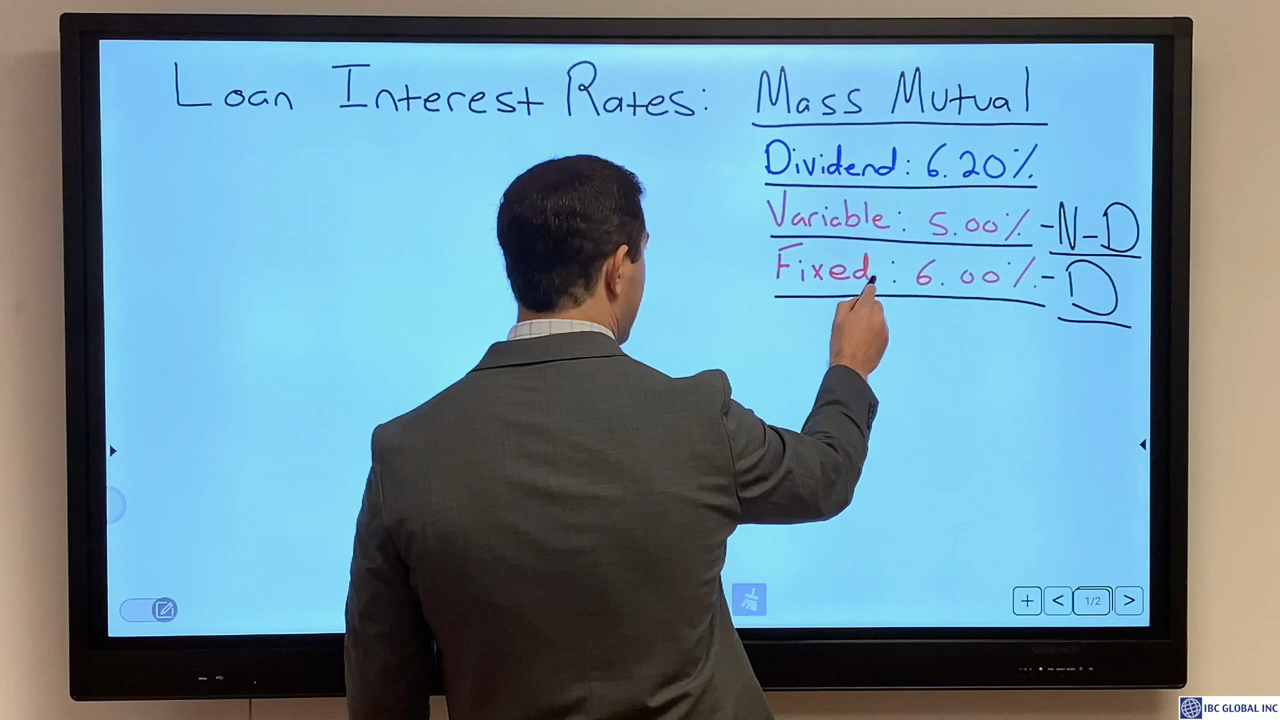 Loan Interest Rates: Mass Mutual
Dividend: 6.20%
Variable: 5.00% -N-D
Fixed: 6.00% - D
1/2
IBC GLOBAL INC